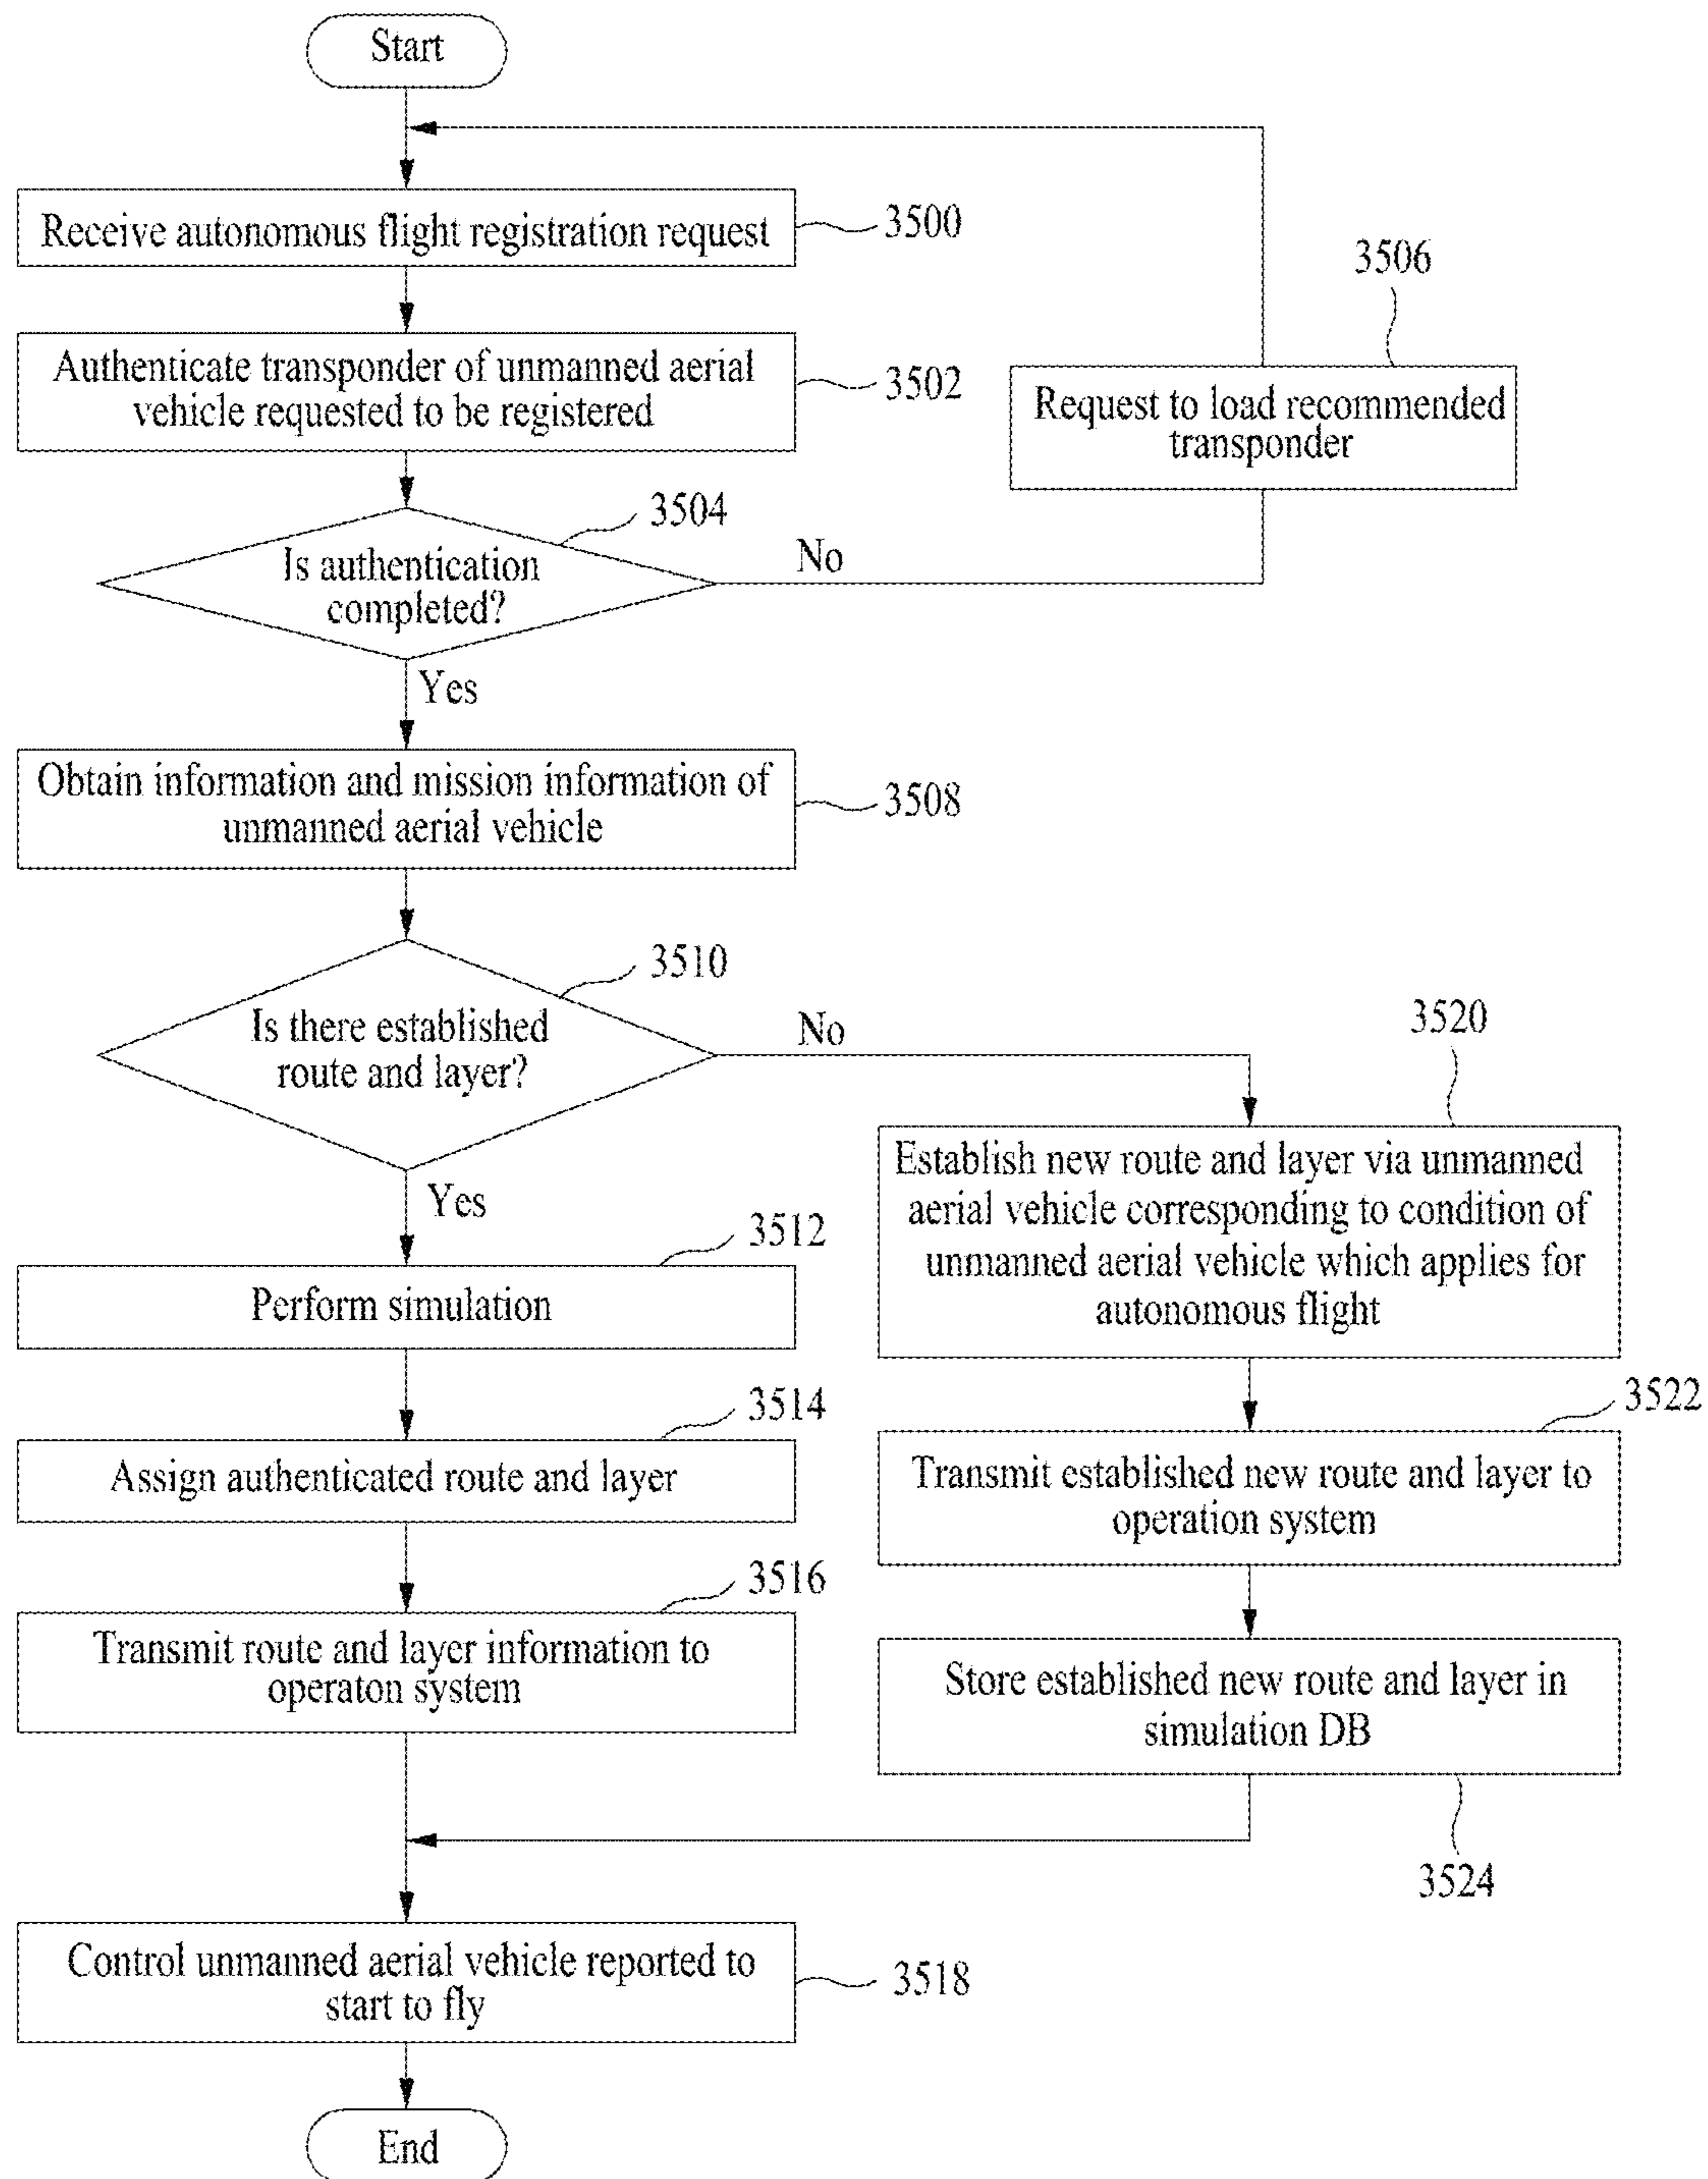 Start
Receive autonomous flight registration request
3500
3506
Authenticate transponder of unmanned aerial
vehicle requested to be registered
3502
Request to load recommended
transponder
3504
Is authentication
completed?
No
Yes
Obtain information and mission information of
unmanned aerial vehicle
3508
3510
Is there established
route and layer?
No
Yes
3520
Establish new route and layer via unmanned
aerial vehicle corresponding to condition of
unmanned aerial vehicle which applies for
autonomous flight
3512
Perform simulation
3514
Assign authenticated route and layer
3522
Transmit established new route and layer to
operation system
3516
Transmit route and layer information to
operaton system
Store established new route and layer in
simulation DB
3524
Control unmanned aerial vehicle reported to
start to fly
3518
End